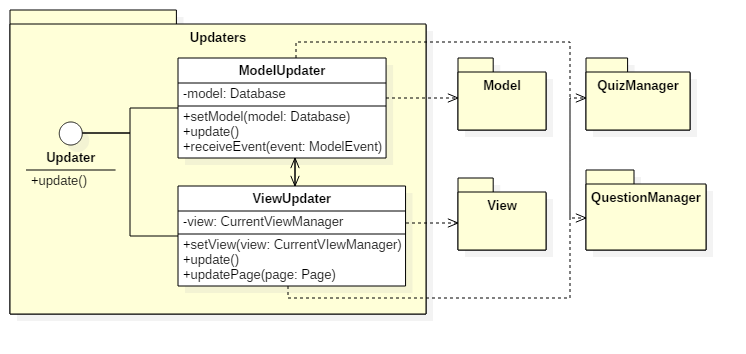 Updaters
ModelUpdater
-model: Database
+setModel(model: Database)
+update()
+receiveEvent(event: ModelEvent)
Updater
+update()
ViewUpdater
-view: CurrentViewManager
+setView(view: CurrentVIewManager)
+update()
+updatePage(page: Page)
Model
QuizManager
View
QuestionManager